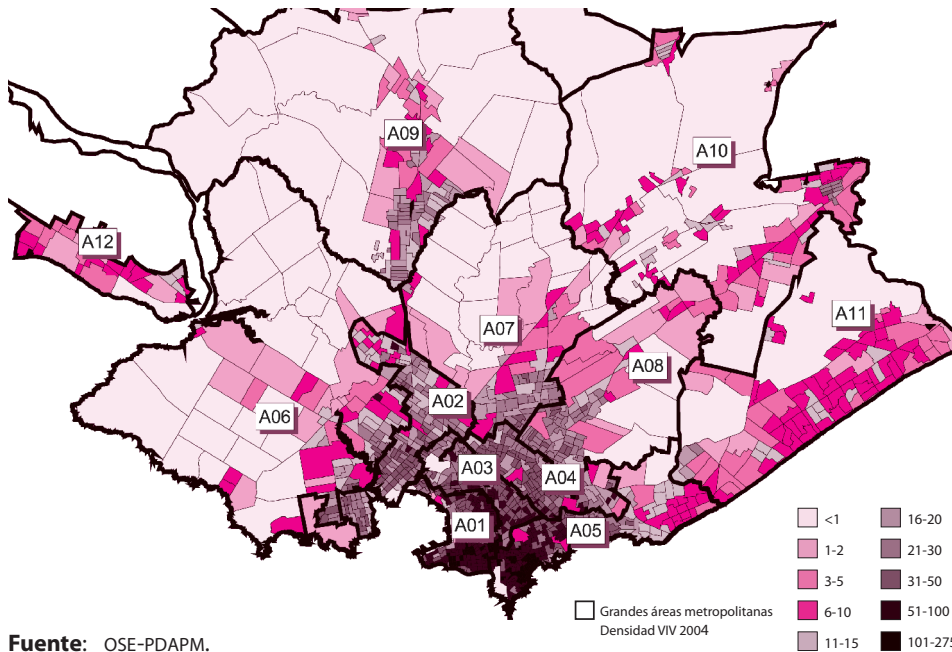 A09
A10
A12
A11
A07
A08
A02
A06
A03
A04
A01
A05
<1
1-2
3-5
6-10
11-15
16-20
21-30
31-50
51-100
101-275
Grandes áreas metropolitanas
Densidad VIV 2004
Fuente: OSE-PDAPM.